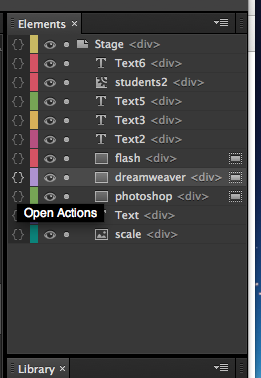 Elements ×
{} Stage <div>
{} T Text6 <div>
{} students2 <div>
{} T Text5 <div>
{} T Text3 <div>
{} T Text2 <div>
{} flash <div>
{} dreamweaver <div>
{} photoshop <div>
Open Actions Text <div>
{} scale <div>
Library ×